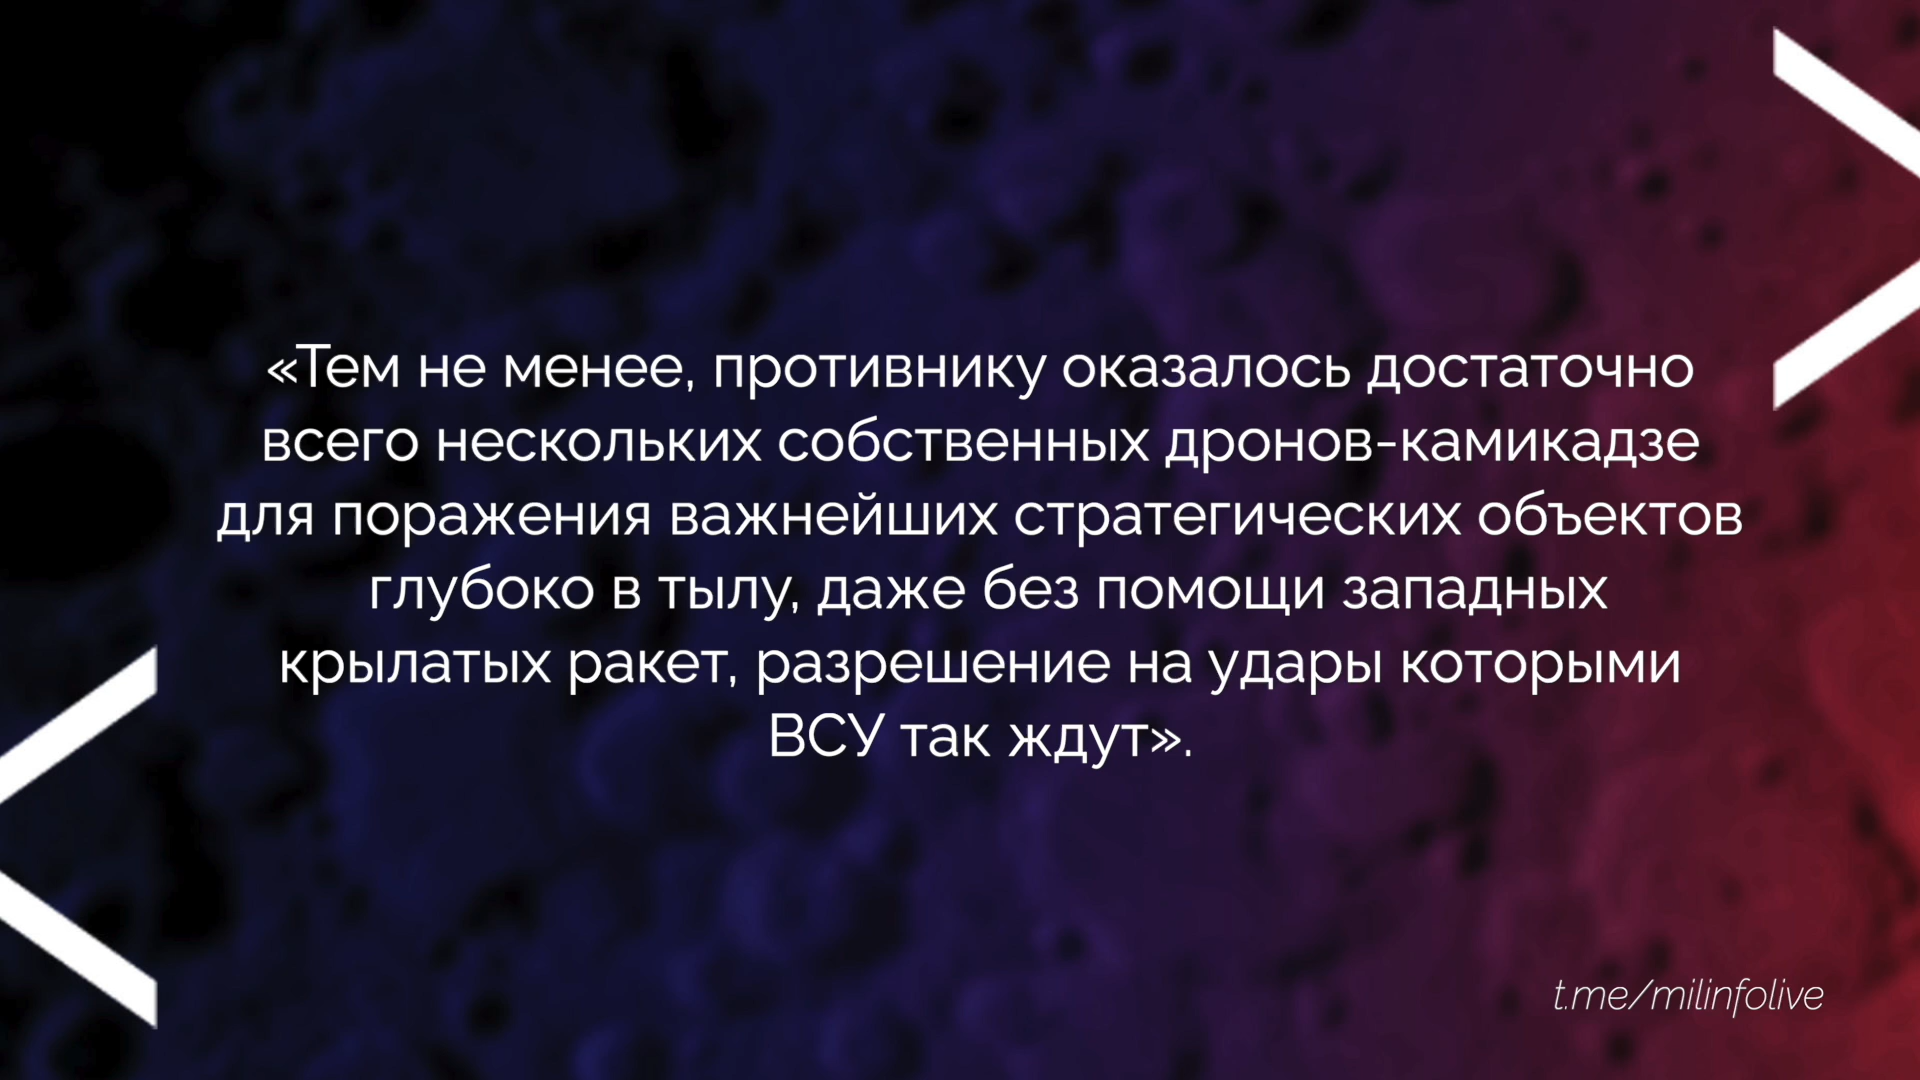 «Тем не менее, противнику оказалось достаточно
всего нескольких собственных дронов-камикадзе
для поражения важнейших стратегических объектов
глубоко в тылу, даже без помощи западных
крылатых ракет, разрешение на удары которыми
ВСУ так ждут».
t.me/milinfolive